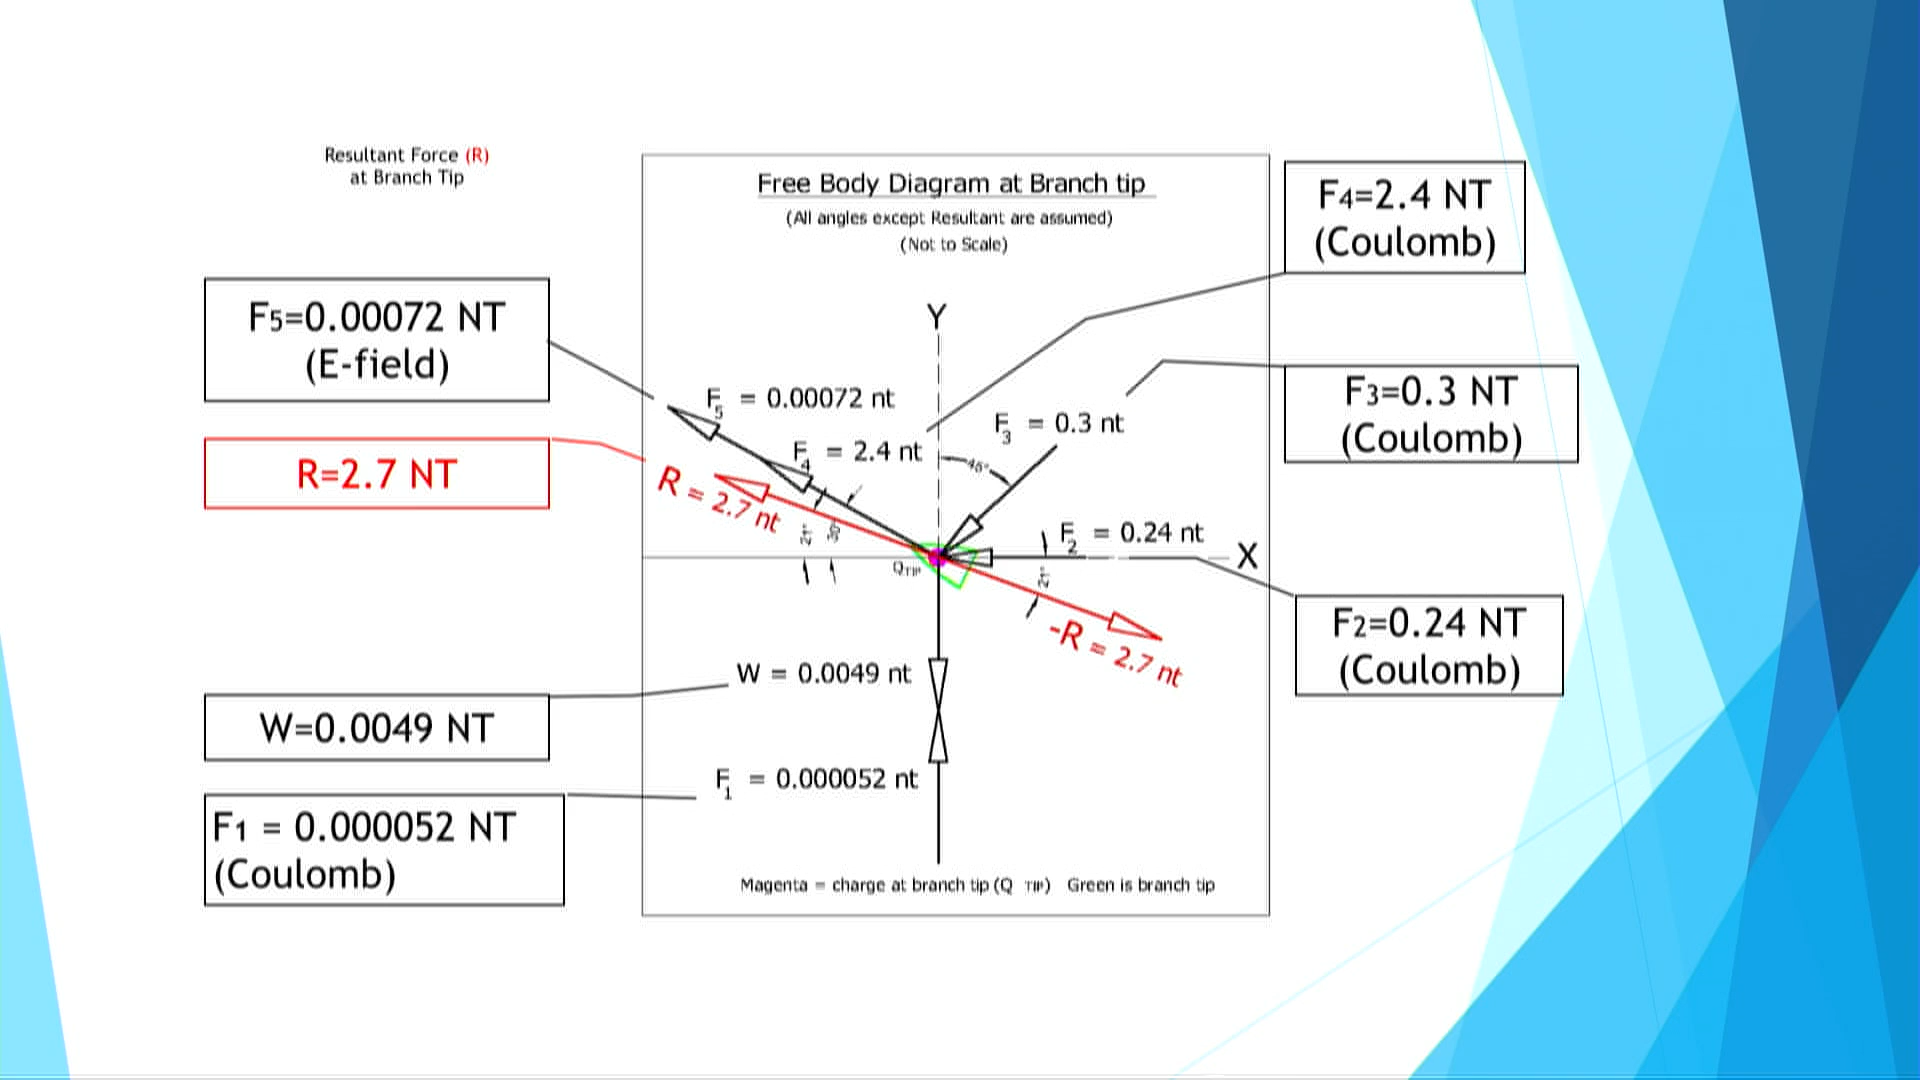 Resultant Force (R)
at Branch Tip
Free Body Diagram at Branch tip
(All angles except Resultant are assumed)
(Not to Scale)
F4=2.4 NT
(Coulomb)
F5=0.00072 NT
(E-field)
Y
F5 = 0.00072 nt
F3=0.3 NT
(Coulomb)
F3 = 0.3 nt
F4 = 2.4 nt
R=2.7 NT
R = 2.7 nt
F2 = 0.24 nt
X
QTIP
F2=0.24 NT
(Coulomb)
-R = 2.7 nt
W = 0.0049 nt
W=0.0049 NT
F1 = 0.000052 nt
F1 = 0.000052 NT
(Coulomb)
Magenta = charge at branch tip (Q TIP) Green is branch tip